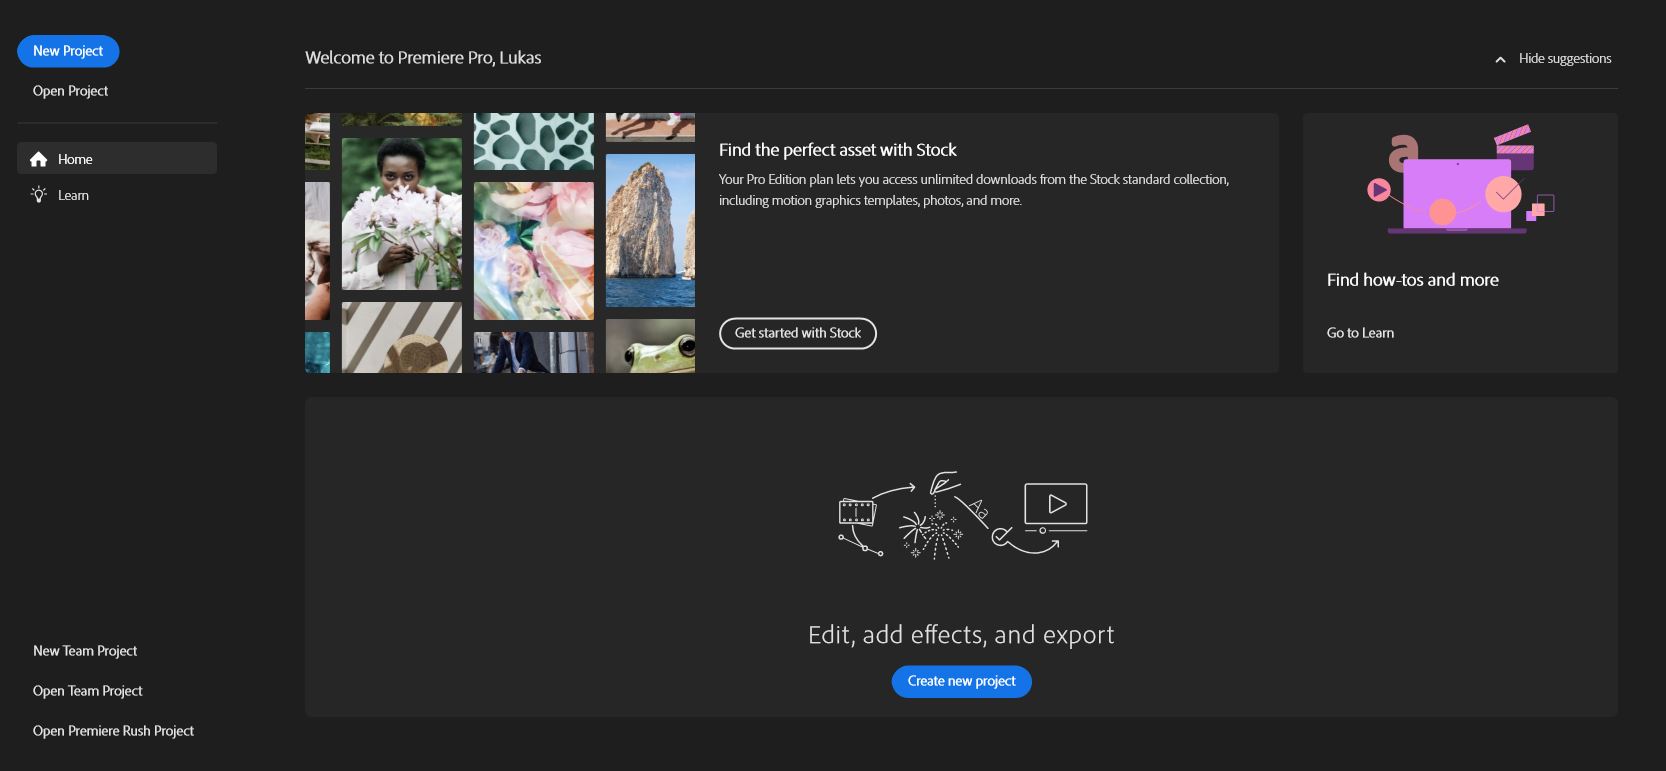 New Project
Open Project
Home
Learn
New Team Project
Open Team Project
Open Premiere Rush Project
Welcome to Premiere Pro, Lukas
Hide suggestions
Find the perfect asset with Stock
Your Pro Edition plan lets you access unlimited downloads from the Stock standard collection,
including motion graphics templates, photos, and more.
Get started with Stock
a
Find how-tos and more
Go to Learn
Aa
Edit, add effects, and export
Create new project